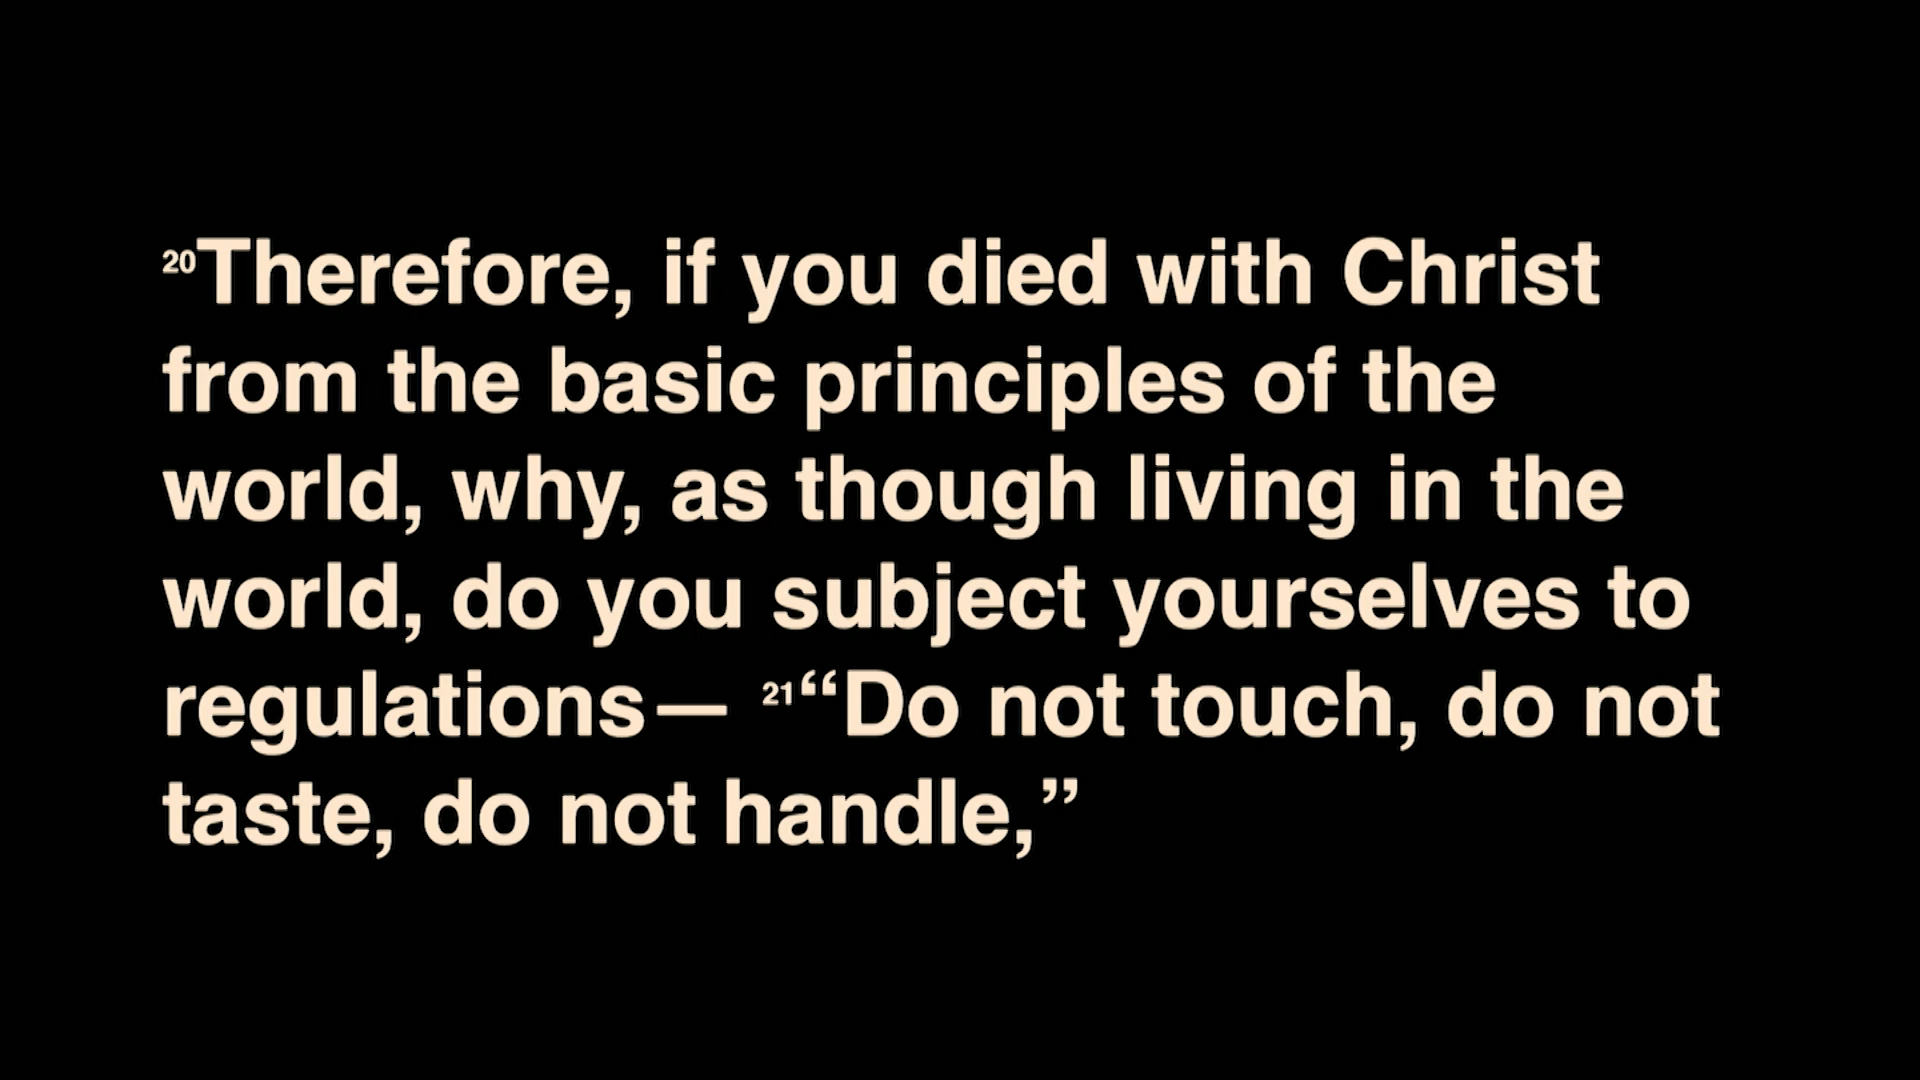 20Therefore, if you died with Christ
from the basic principles of the
world, why, as though living in the
world, do you subject yourselves to
regulations— 21“Do not touch, do not
taste, do not handle,”